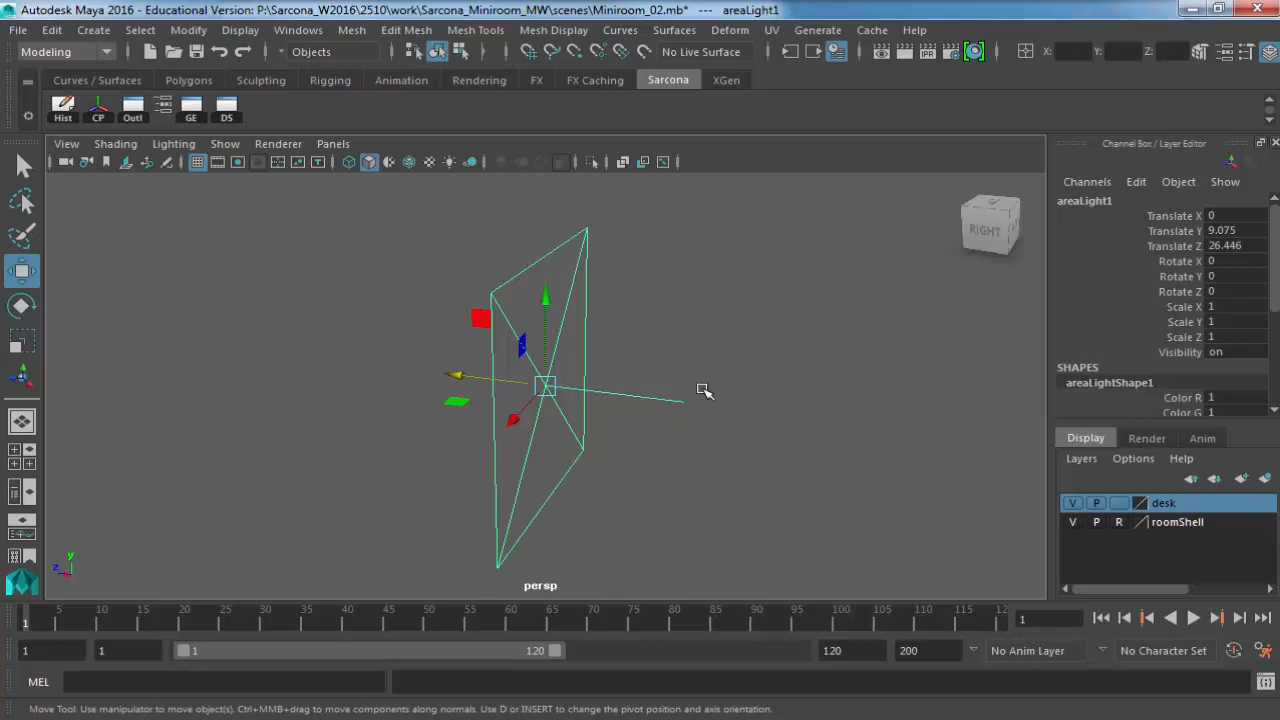 Autodesk Maya 2016 - Educational Version: P:\Sarcona_W2016\2510\work\Sarcona_Miniroom_MW\scenes\Miniroom_02.mb* --- areaLight1
File Edit Create Select Modify Display Windows Mesh Edit Mesh Mesh Tools Mesh Display Curves Surfaces Deform UV Generate Cache Help
Modeling Objects No Live Surface IPR X: Y: Z:
Curves / Surfaces Polygons Sculpting Rigging Animation Rendering FX FX Caching Sarcona XGen
Hist CP Outl GE DS
View Shading Lighting Show Renderer Panels
Channel Box / Layer Editor
Channels Edit Object Show
areaLight1
Translate X 0
Translate Y 9.075
Translate Z 26.446
Rotate X 0
Rotate Y 0
Rotate Z 0
Scale X 1
Scale Y 1
Scale Z 1
Visibility on
SHAPES
areaLightShape1
Color R 1
Color G 1
RIGHT
Display Render Anim
Layers Options Help
V P desk
V P R roomShell
y
z
persp
5 10 15 20 25 30 35 40 45 50 55 60 65 70 75 80 85 90 95 100 105 110 115 12
1 1
1 1 1 120 120 200 No Anim Layer No Character Set
MEL
Move Tool: Use manipulator to move object(s). Ctrl+MMB+drag to move components along normals. Use D or INSERT to change the pivot position and axis orientation.